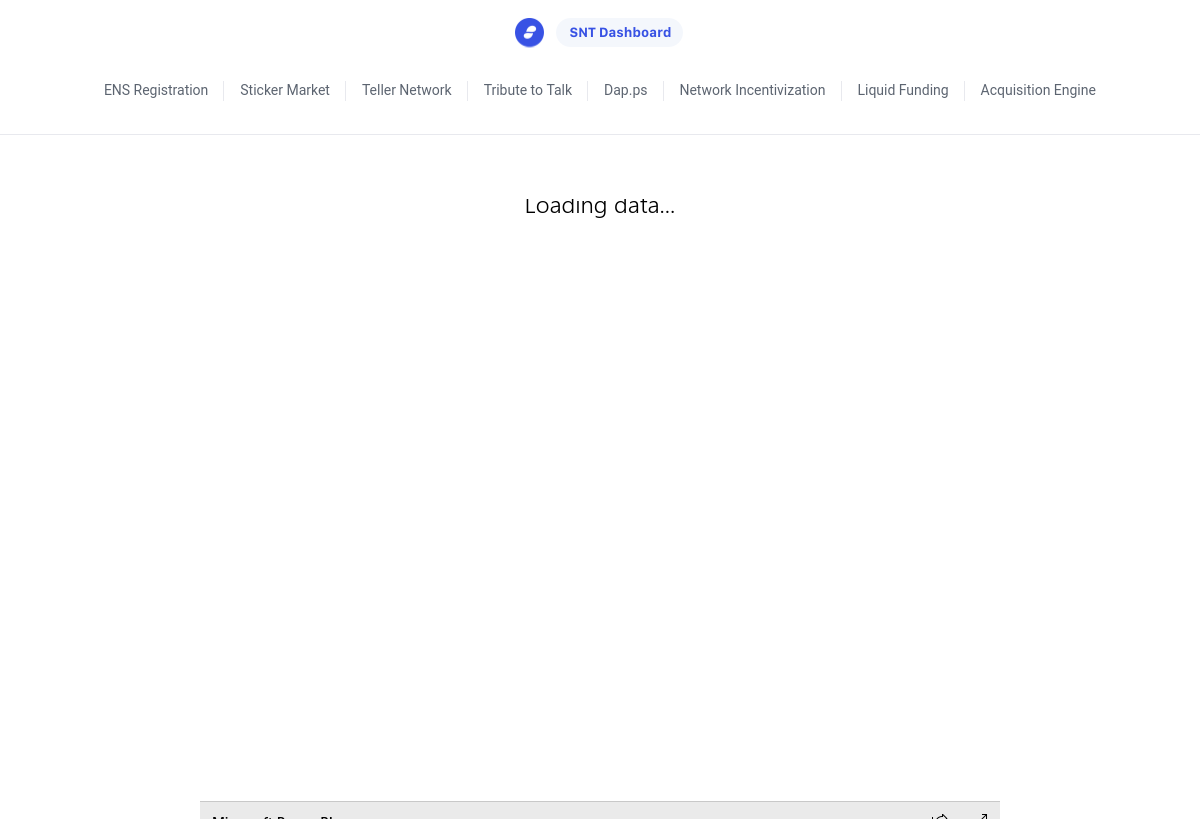 SNT Dashboard
ENS Registration Sticker Market Teller Network Tribute to Talk Dap.ps Network Incentivization Liquid Funding Acquisition Engine
Loading data...